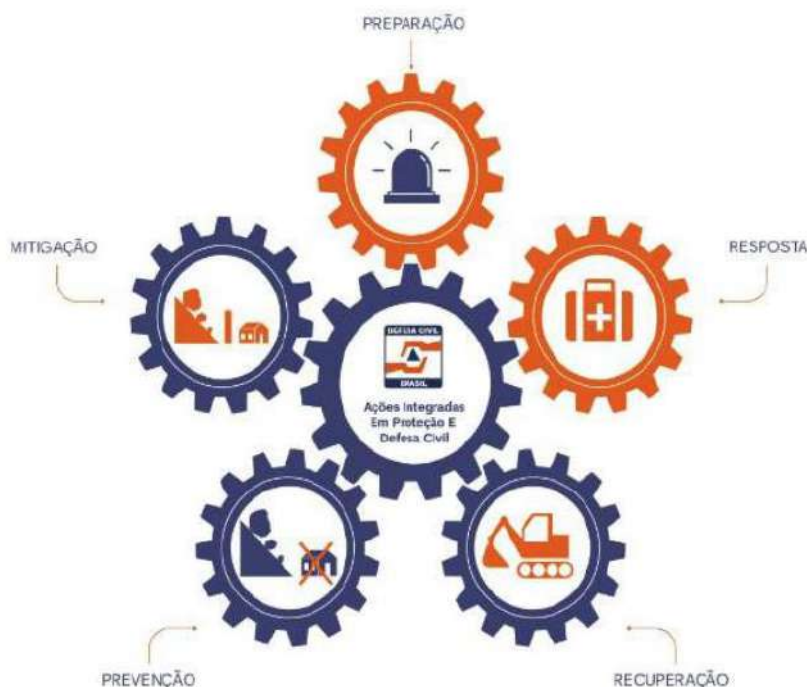 PREPARAÇÃO
MITIGAÇÃO
RESPOSTA
DEFESA CIVIL
BRASIL
Ações Integradas
Em Proteção E
Defesa Civil
PREVENÇÃO
RECUPERAÇÃO